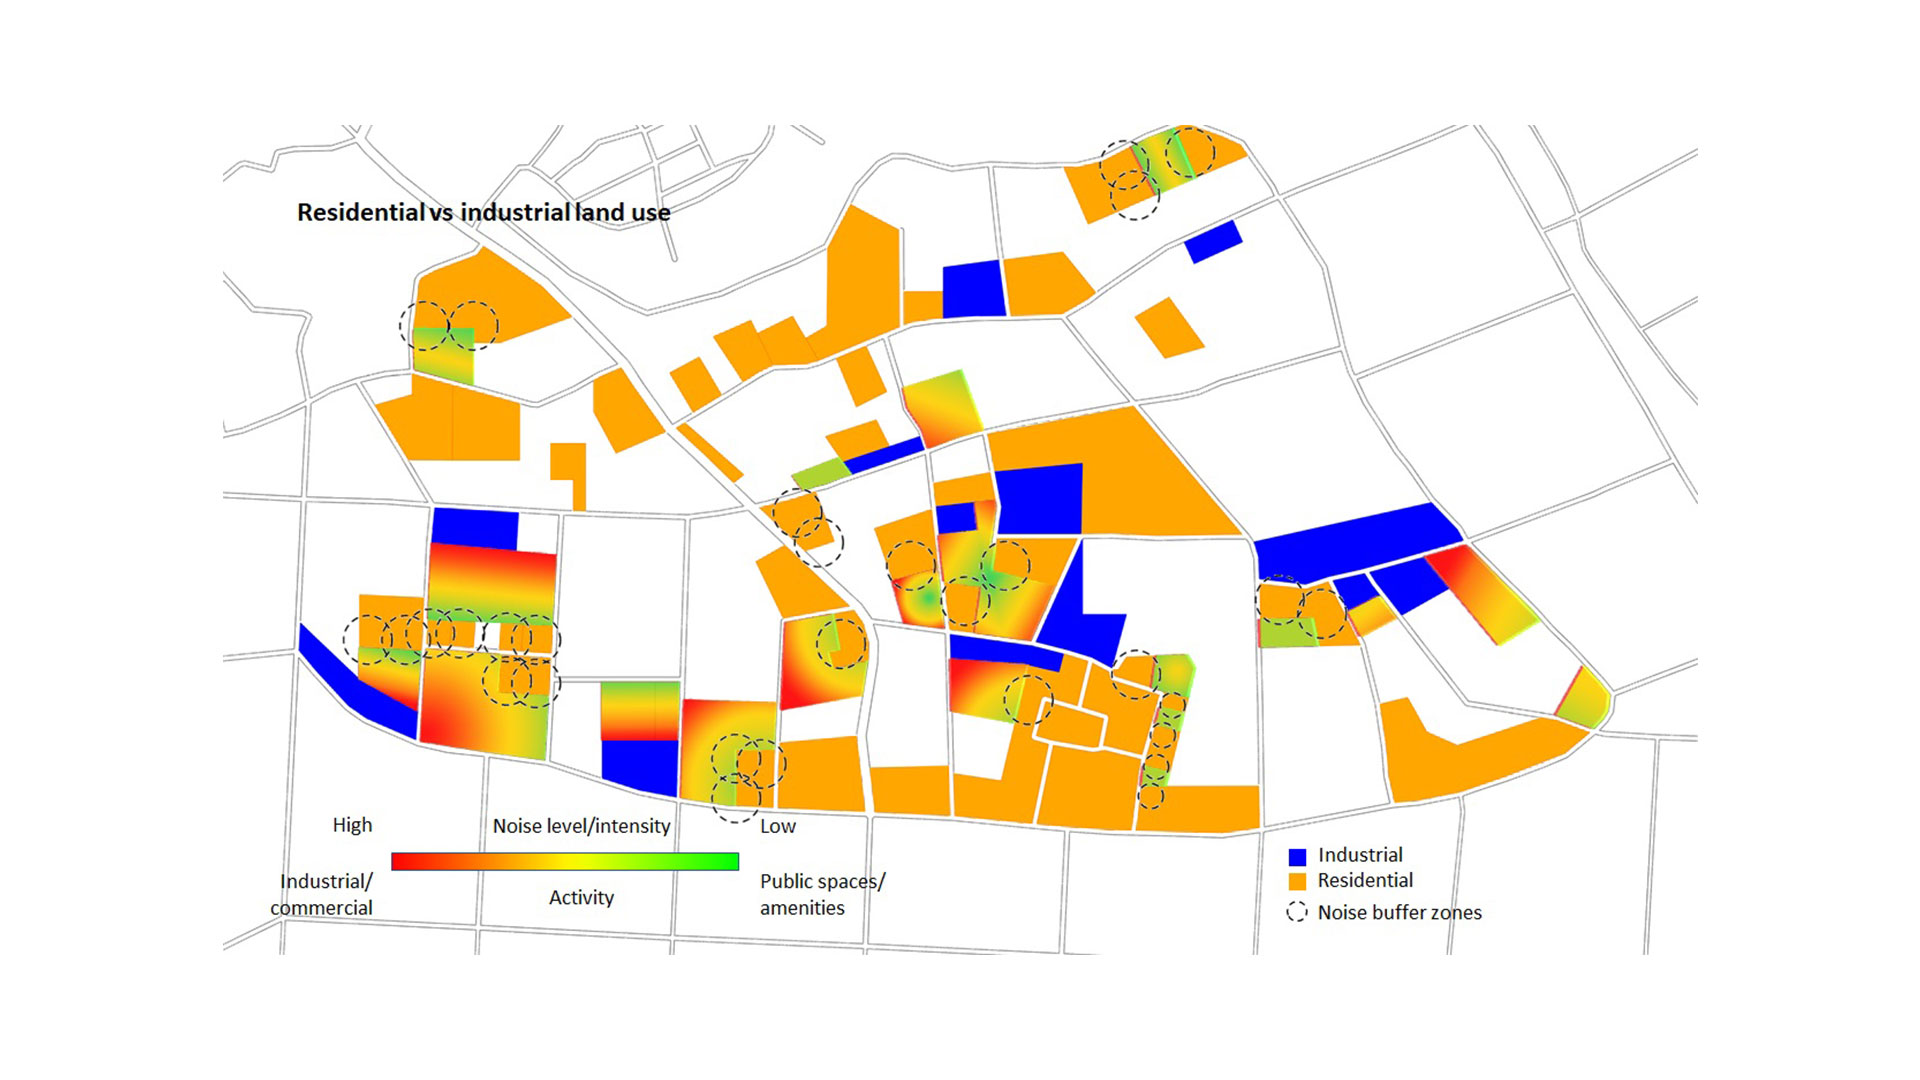 Residential vs industrial land use
High
Noise level/intensity
Low
Industrial/
commercial
Activity
Public spaces/
amenities
Industrial
Residential
Noise buffer zones